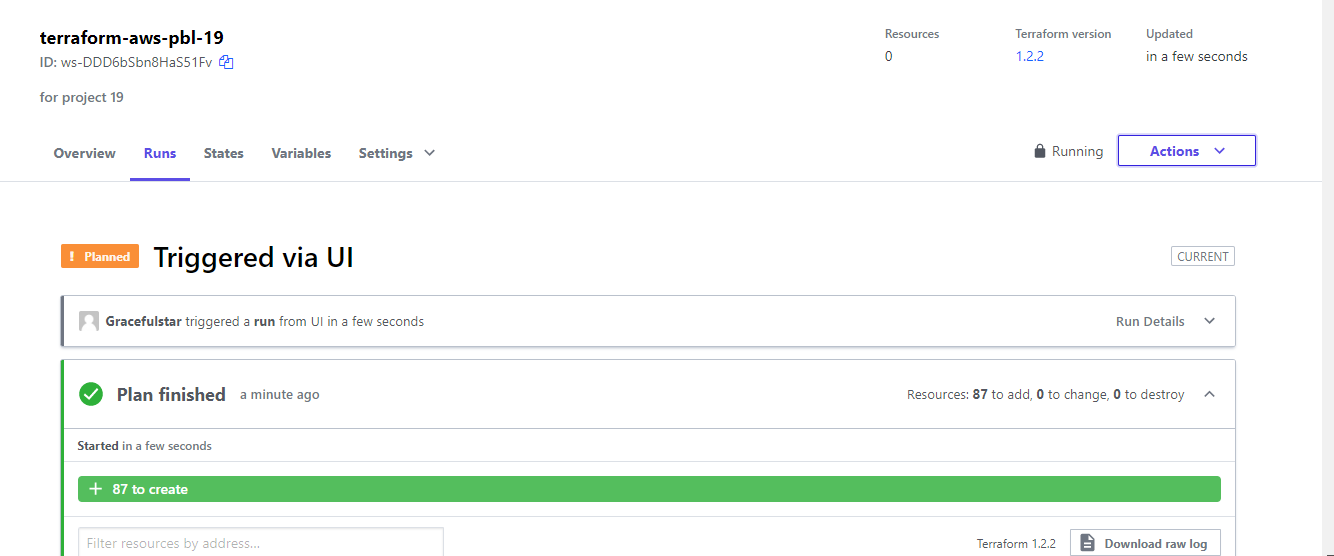 terraform-aws-pbl-19
ID: ws-DDD6bSbn8HaS51Fv
for project 19
Resources
0
Terraform version
1.2.2
Updated
in a few seconds
Overview Runs States Variables Settings
Running
Actions
! Planned
Triggered via UI
CURRENT
Gracefulstar triggered a run from UI in a few seconds
Run Details
Plan finished a minute ago
Resources: 87 to add, 0 to change, 0 to destroy
Started in a few seconds
+ 87 to create
Filter resources by address...
Terraform 1.2.2
Download raw log